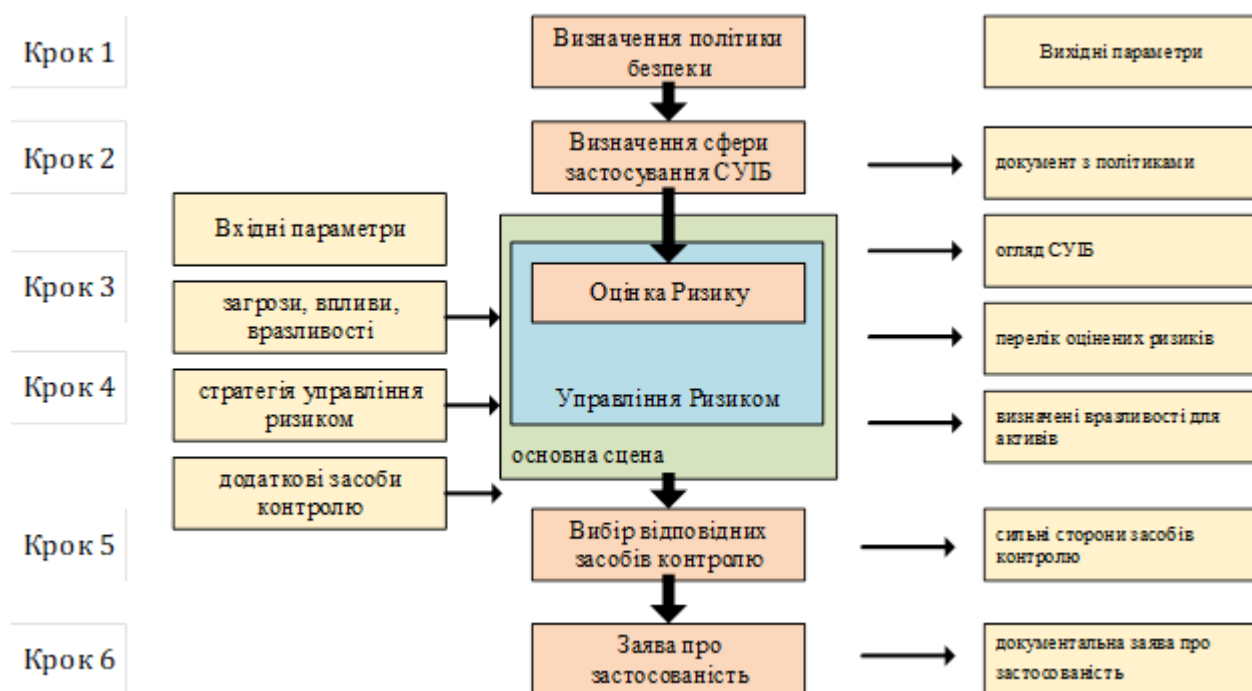 Крок 1
Визначення політики
безпеки
Вихідні параметри
Крок 2
Визначення сфери
застосування СУІБ
документ з політиками
Вхідні параметри
огляд СУІБ
Крок 3
загрози, впливи,
вразливості
Оцінка Ризику
перелік оцінених ризиків
Крок 4
стратегія управління
ризиком
Управління Ризиком
визначені вразливості для
активів
основна сцена
додаткові засоби
контролю
Крок 5
Вибір відповідних
засобів контролю
сильні сторони засобів
контролю
Крок 6
Заява про
застосованість
документальна заява про
застосованість